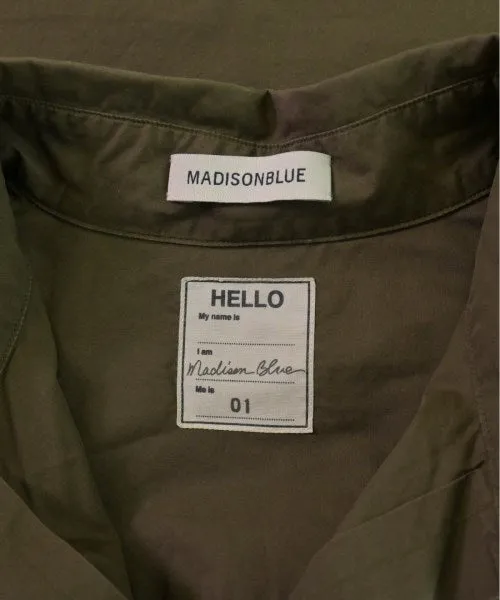 MADISONBLUE
HELLO
My name is
I am
Madison Blue
Me is
01